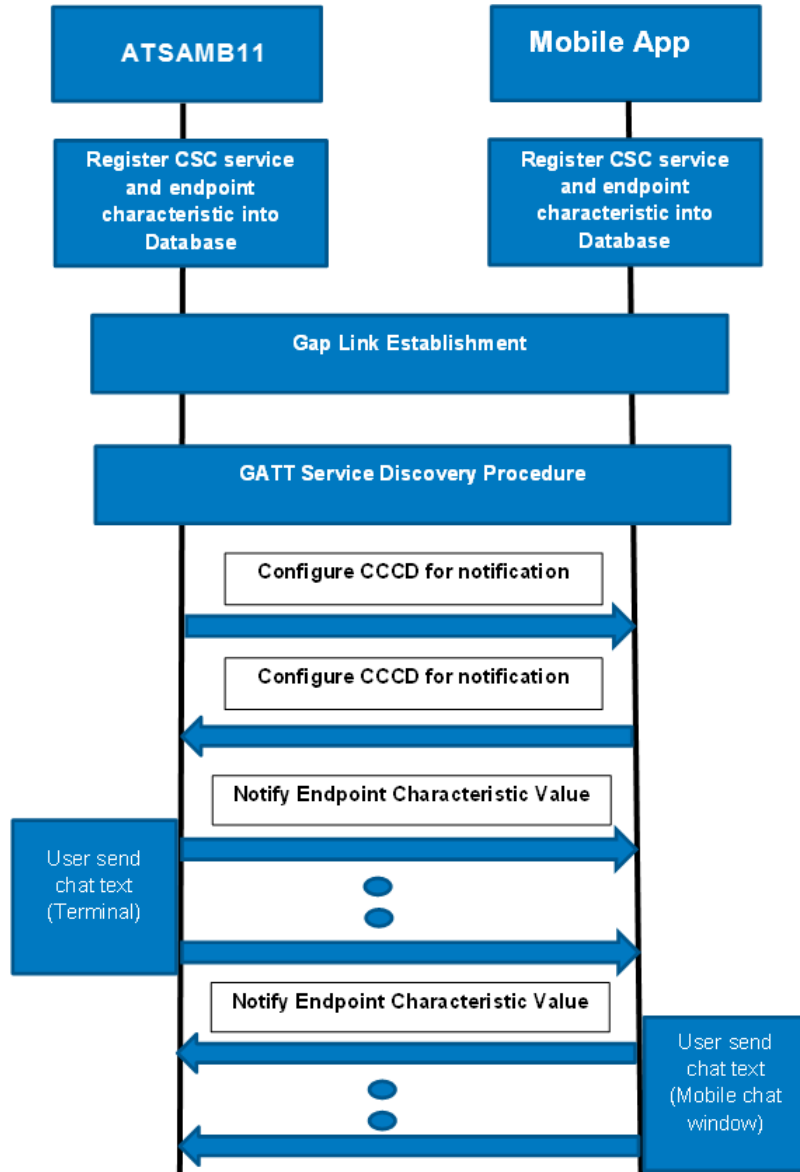 ATSAMB11
Mobile App
Register CSC service
and endpoint
characteristic into
Database
Register CSC service
and endpoint
characteristic into
Database
Gap Link Establishment
GATT Service Discovery Procedure
Configure CCCD for notification
Configure CCCD for notification
Notify Endpoint Characteristic Value
User send
chat text
(Terminal)
Notify Endpoint Characteristic Value
User send
chat text
(Mobile chat
window)